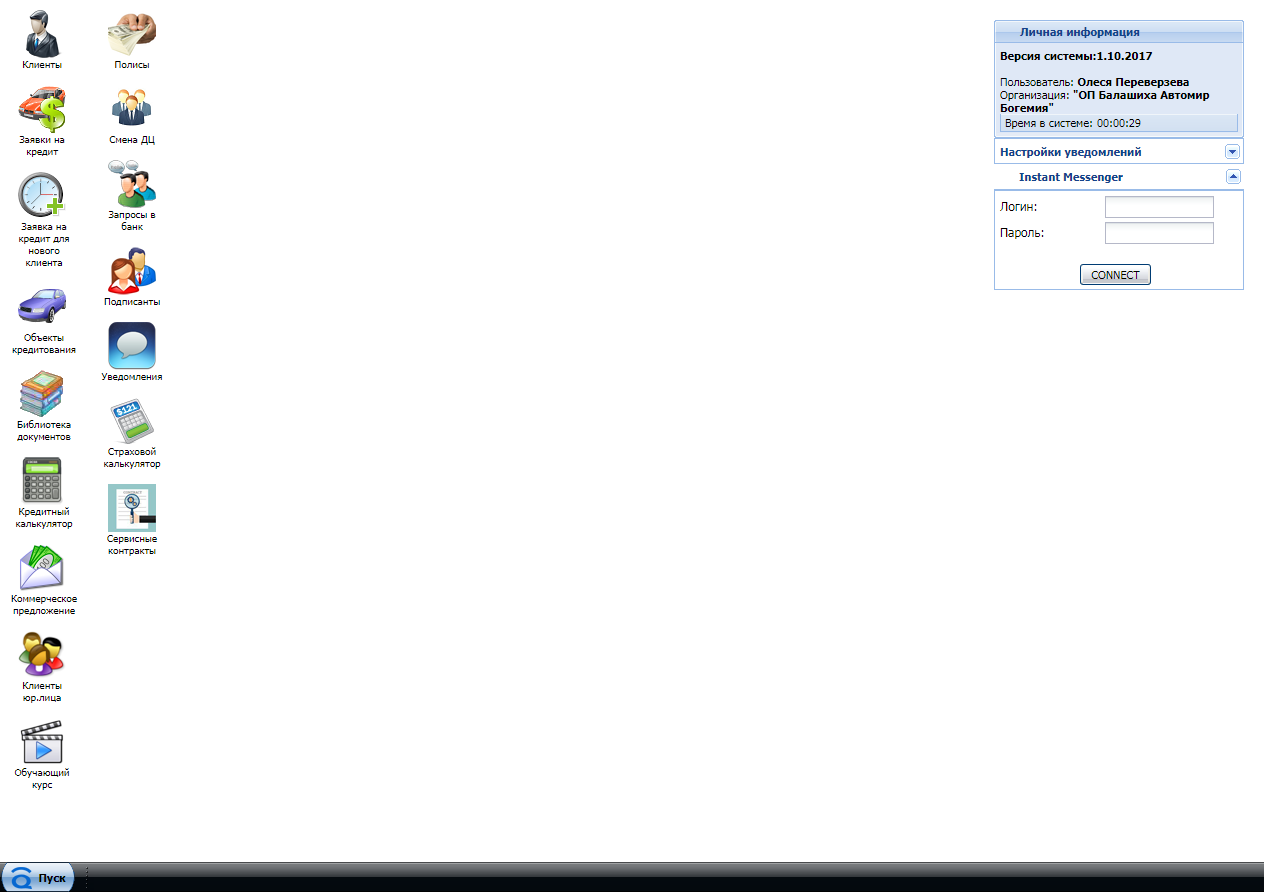 Клиенты
Заявки на
кредит
Заявка на
кредит для
нового
клиента
Объекты
кредитования
Библиотека
документов
Кредитный
калькулятор
Коммерческое
предложение
Клиенты
юр.лица
Обучающий
курс
Полисы
Смена ДЦ
Запросы в
банк
Подписанты
Уведомления
$121
Страховой
калькулятор
Сервисные
контракты
Личная информация
Версия системы:1.10.2017
Пользователь: Олеся Переверзева
Организация: "ОП Балашиха Автомир
Богемия"
Время в системе: 00:00:29
Настройки уведомлений
Instant Messenger
Логин:
Пароль:
CONNECT
Пуск